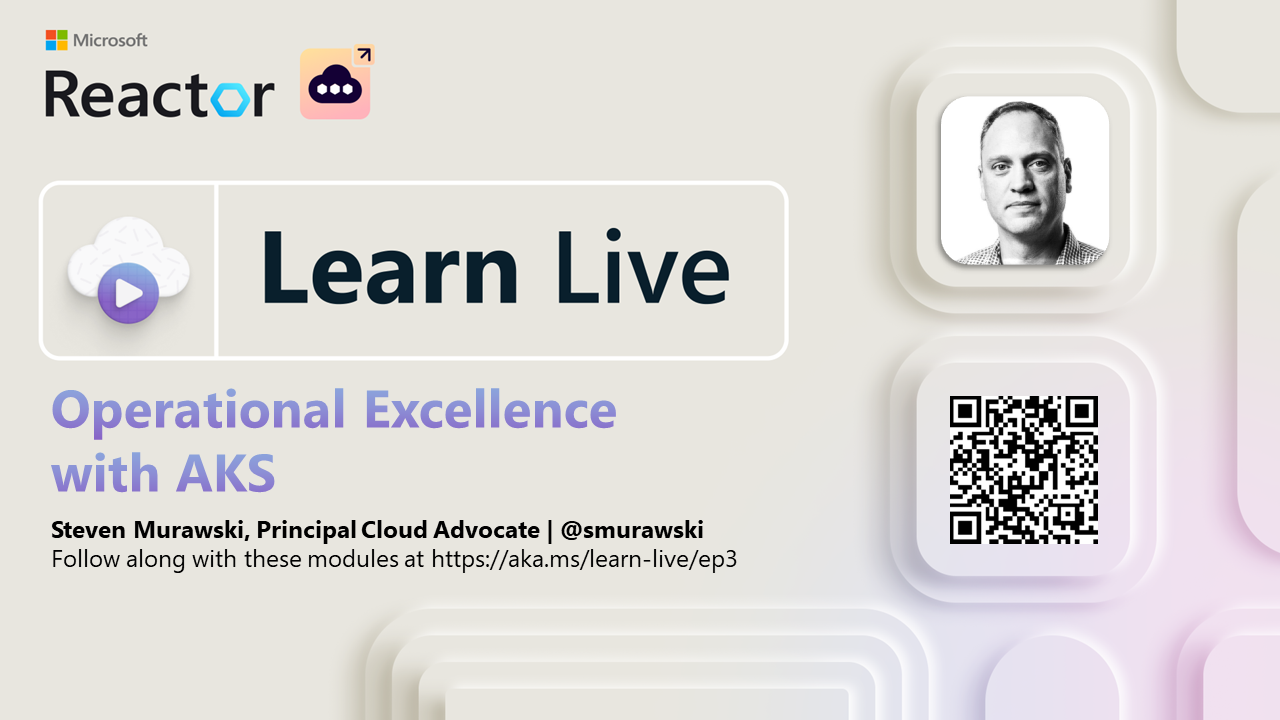 Microsoft
Reactor
Learn Live
Operational Excellence
with AKS
Steven Murawski, Principal Cloud Advocate | @smurawski
Follow along with these modules at https://aka.ms/learn-live/ep3